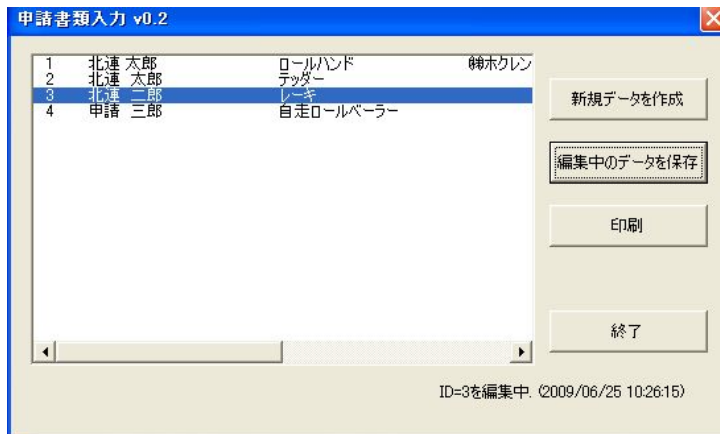 申請書類入力 v0.2
1 北連 太郎 ロールハンド ㈱ホクレン
2 北連 太郎 テッダー
3 北連 二郎 レーキ
4 申請 三郎 自走ロールベーラー
新規データを作成
編集中のデータを保存
印刷
終了
ID=3を編集中. (2009/06/25 10:26:15)